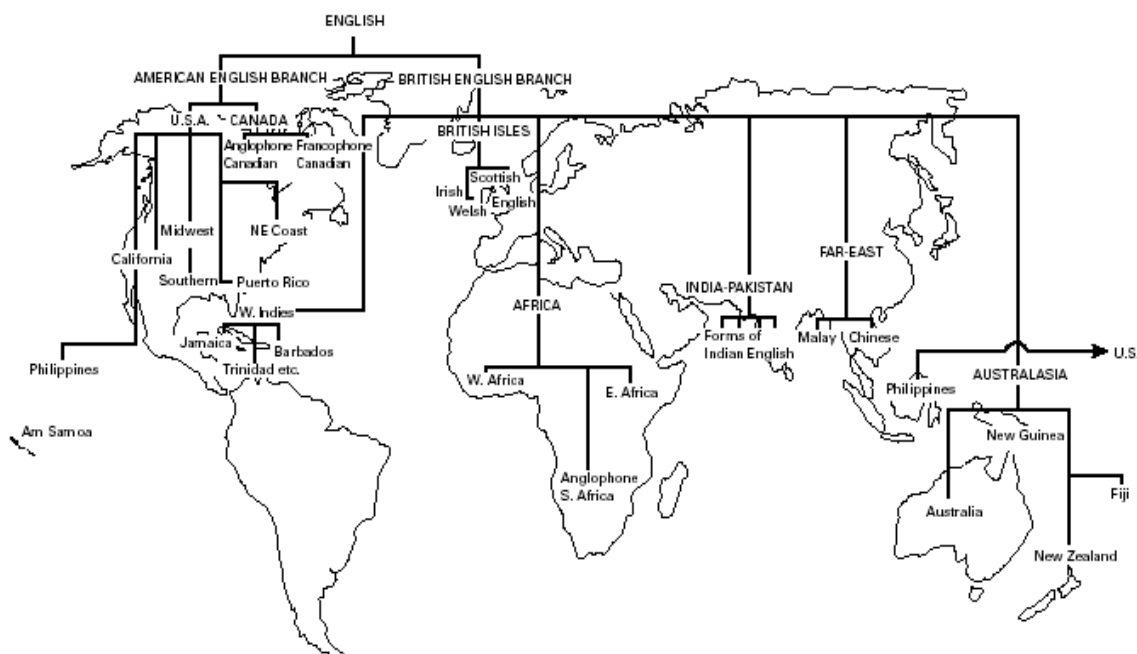 ENGLISH
AMERICAN ENGLISH BRANCH
BRITISH ENGLISH BRANCH
U.S.A.
CANADA
BRITISH ISLES
Anglophone
Canadian
Francophone
Canadian
Scottish
Irish
Welsh
English
Midwest
NE Coast
California
Southern
Puerto Rico
W. Indies
Jamaica
Barbados
Trinidad etc.
Philippines
Am Samoa
AFRICA
W. Africa
E. Africa
Anglophone
S. Africa
INDIA-PAKISTAN
Forms of
Indian English
FAR-EAST
Malay
Chinese
U.S.
Philippines
AUSTRALASIA
New Guinea
Australia
Fiji
New Zealand